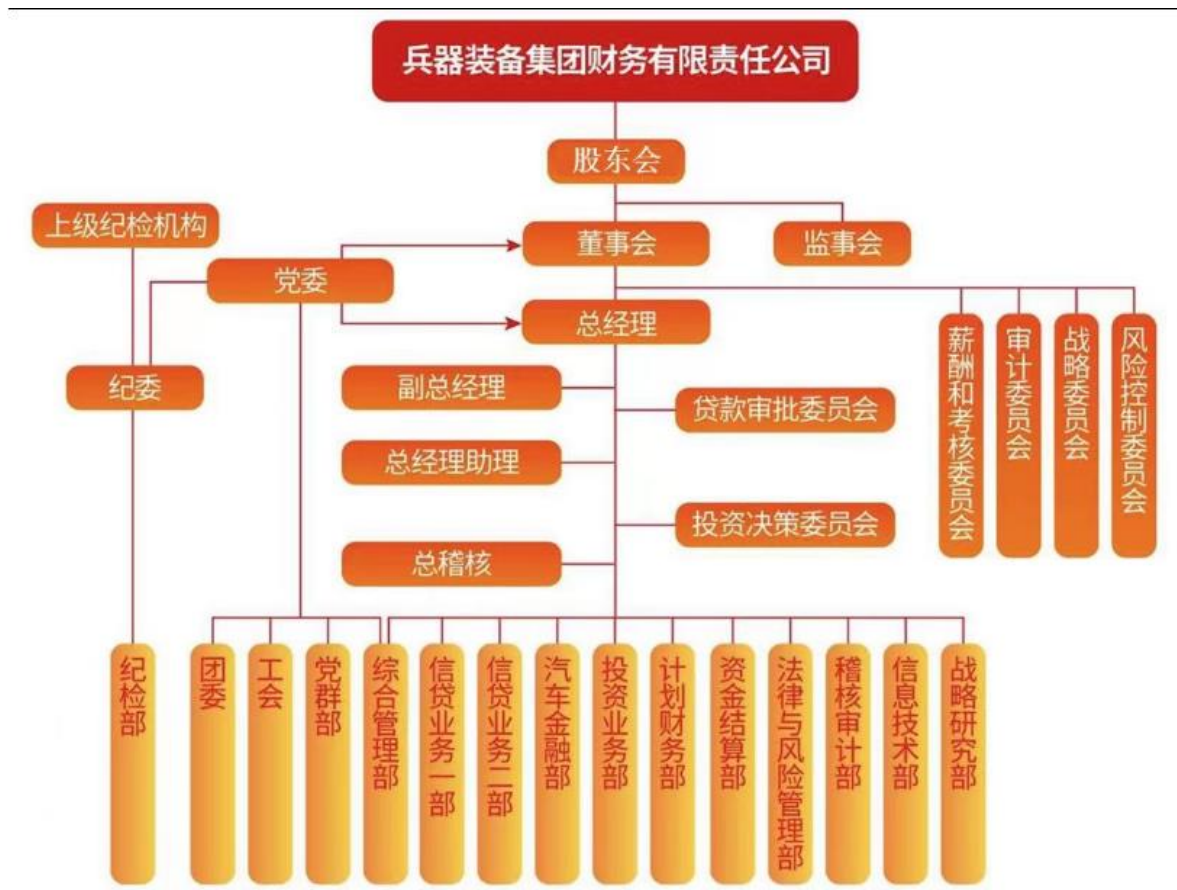 兵器装备集团财务有限责任公司
股东会
上级纪检机构
董事会
监事会
党委
总经理
薪酬和考核委员会
审计委员会
战略委员会
风险控制委员会
纪委
副总经理
贷款审批委员会
总经理助理
投资决策委员会
总稽核
纪检部
团委
工会
党群部
综合管理部
信贷业务一部
信贷业务二部
汽车金融部
投资业务部
计划财务部
资金结算部
法律与风险管理部
稽核审计部
信息技术部
战略研究部